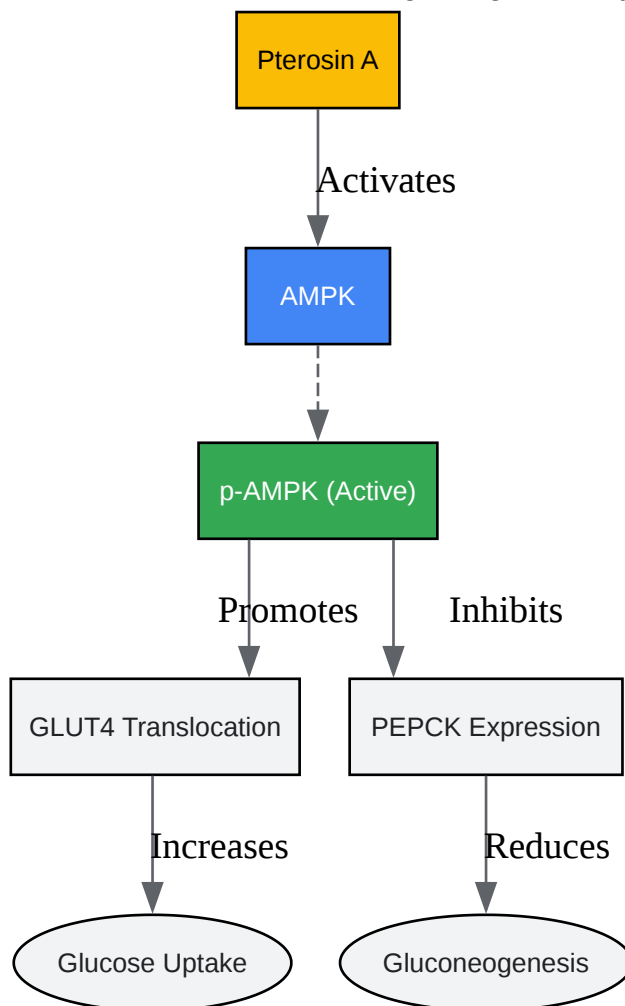 Pterosin A
Activates
AMPK
p-AMPK (Active)
Promotes
Inhibits
GLUT4 Translocation
PEPCK Expression
Increases
Reduces
Glucose Uptake
Gluconeogenesis